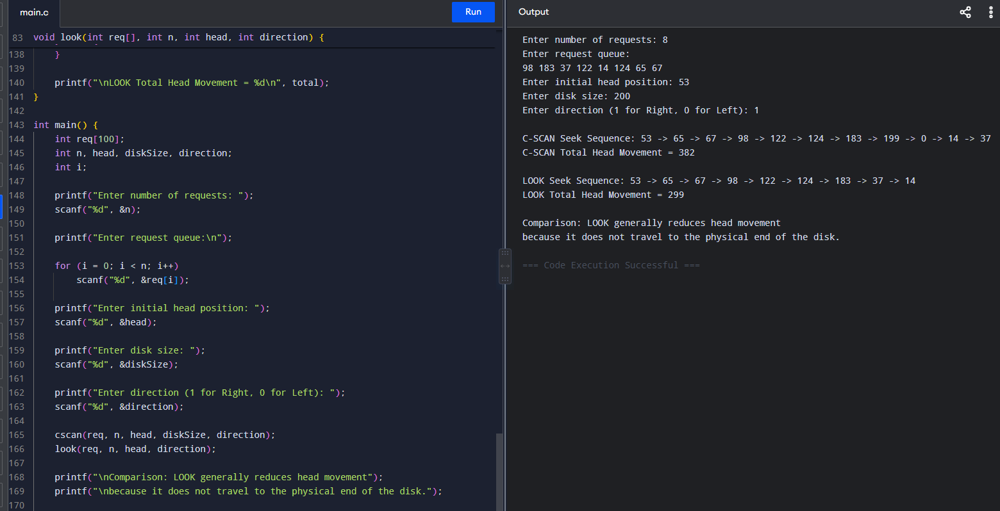 main.c
Run
83 void look(int req[], int n, int head, int direction) {
138 }
139
140 printf("\nLOOK Total Head Movement = %d\n", total);
141 }
142
143 int main() {
144 int req[100];
145 int n, head, diskSize, direction;
146 int i;
147
148 printf("Enter number of requests: ");
149 scanf("%d", &n);
150
151 printf("Enter request queue:\n");
152
153 for (i = 0; i < n; i++)
154 scanf("%d", &req[i]);
155
156 printf("Enter initial head position: ");
157 scanf("%d", &head);
158
159 printf("Enter disk size: ");
160 scanf("%d", &diskSize);
161
162 printf("Enter direction (1 for Right, 0 for Left): ");
163 scanf("%d", &direction);
164
165 cscan(req, n, head, diskSize, direction);
166 look(req, n, head, direction);
167
168 printf("\nComparison: LOOK generally reduces head movement");
169 printf("\nbecause it does not travel to the physical end of the disk.");
170
Output
Enter number of requests: 8
Enter request queue:
98 183 37 122 14 124 65 67
Enter initial head position: 53
Enter disk size: 200
Enter direction (1 for Right, 0 for Left): 1
C-SCAN Seek Sequence: 53 -> 65 -> 67 -> 98 -> 122 -> 124 -> 183 -> 199 -> 0 -> 14 -> 37
C-SCAN Total Head Movement = 382
LOOK Seek Sequence: 53 -> 65 -> 67 -> 98 -> 122 -> 124 -> 183 -> 37 -> 14
LOOK Total Head Movement = 299
Comparison: LOOK generally reduces head movement
because it does not travel to the physical end of the disk.
=== Code Execution Successful ===